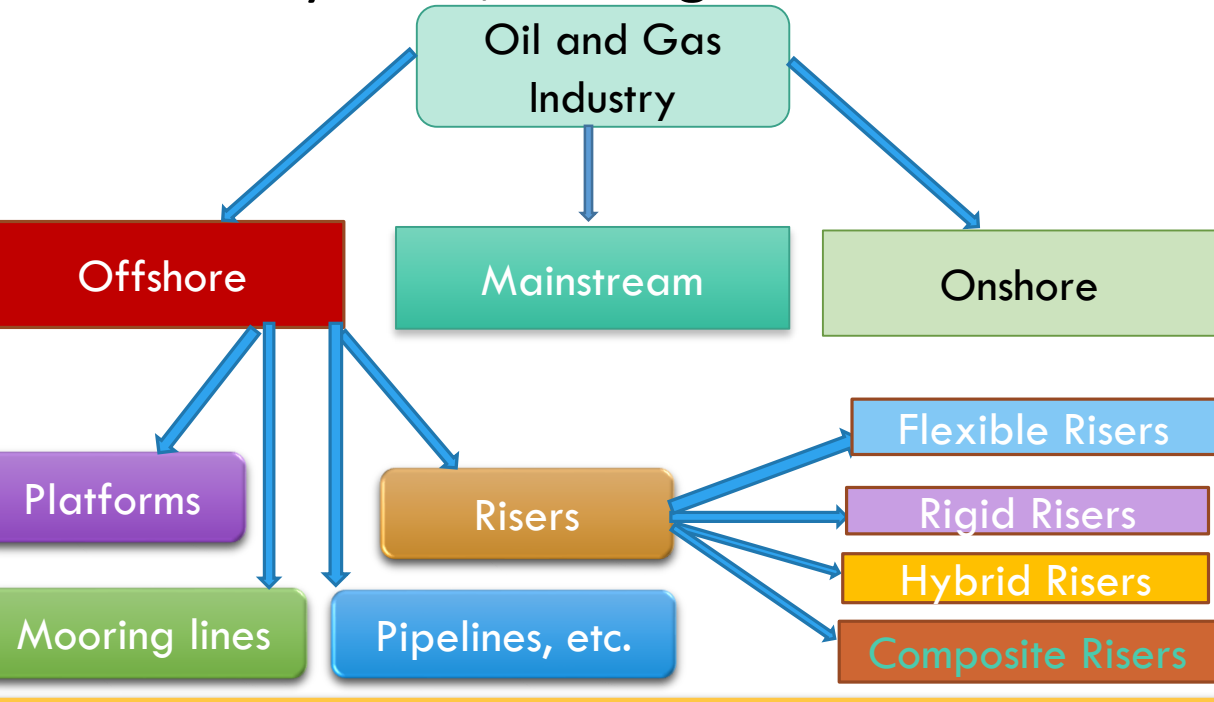 Oil and Gas
Industry
Offshore
Mainstream
Onshore
Flexible Risers
Platforms
Risers
Rigid Risers
Hybrid Risers
Mooring lines
Pipelines, etc.
Composite Risers